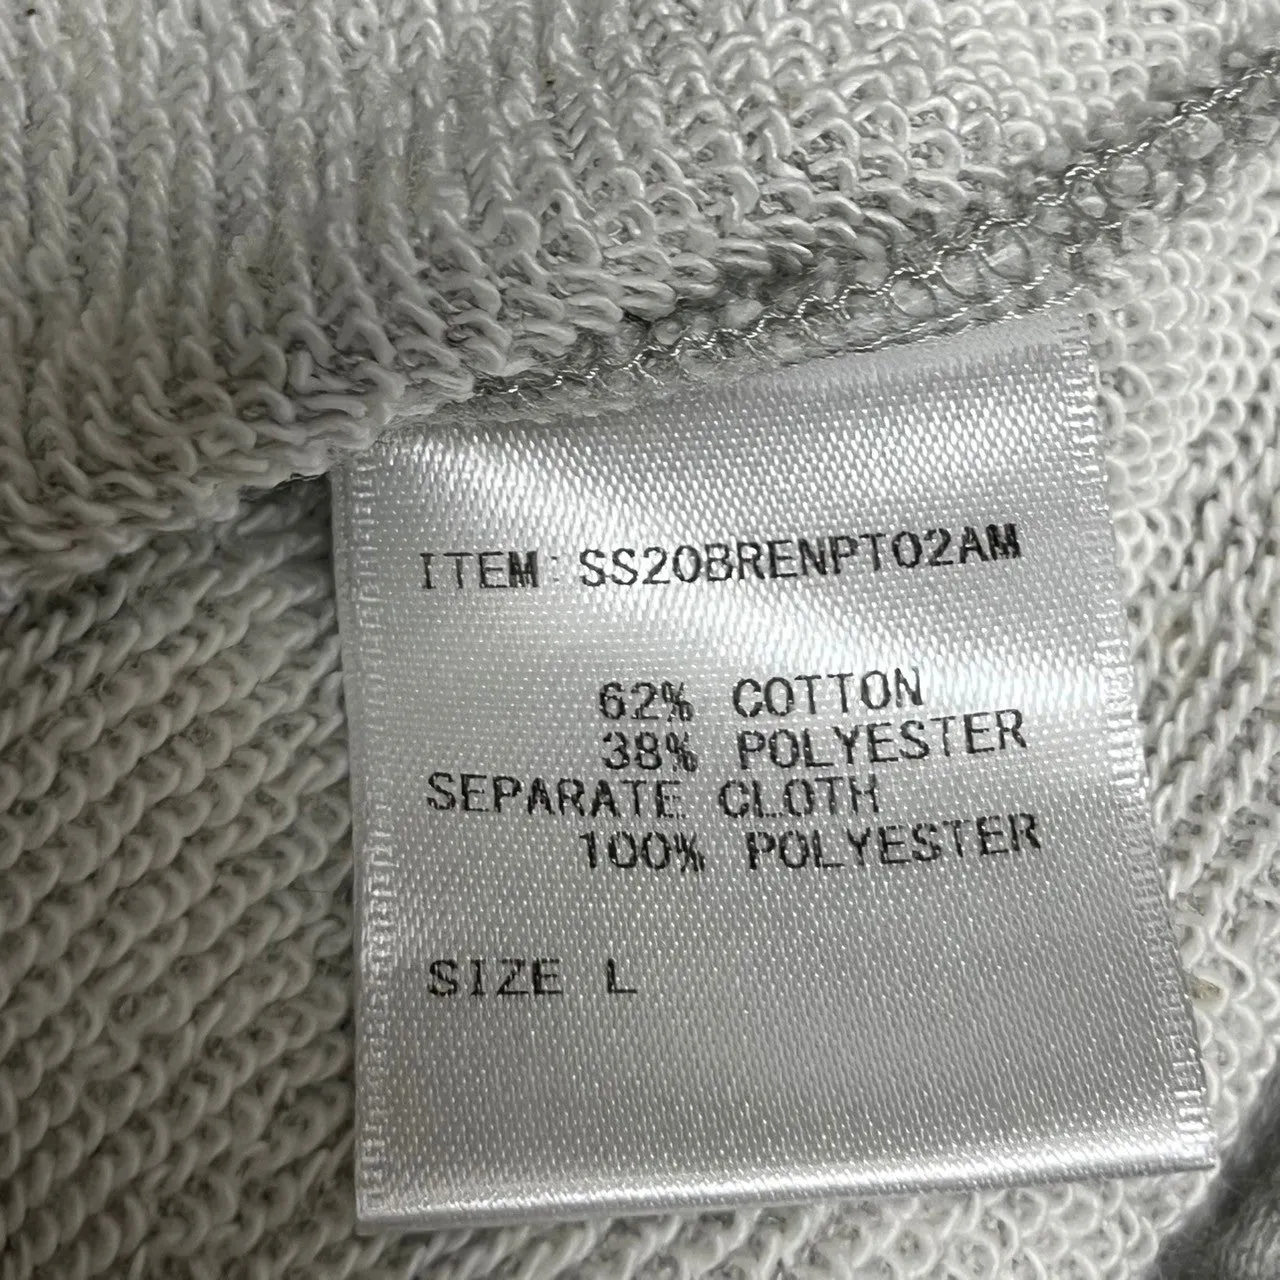 ITEM:SS20BRENPT02AM
62% COTTON
38% POLYESTER
SEPARATE CLOTH
100% POLYESTER
SIZE L